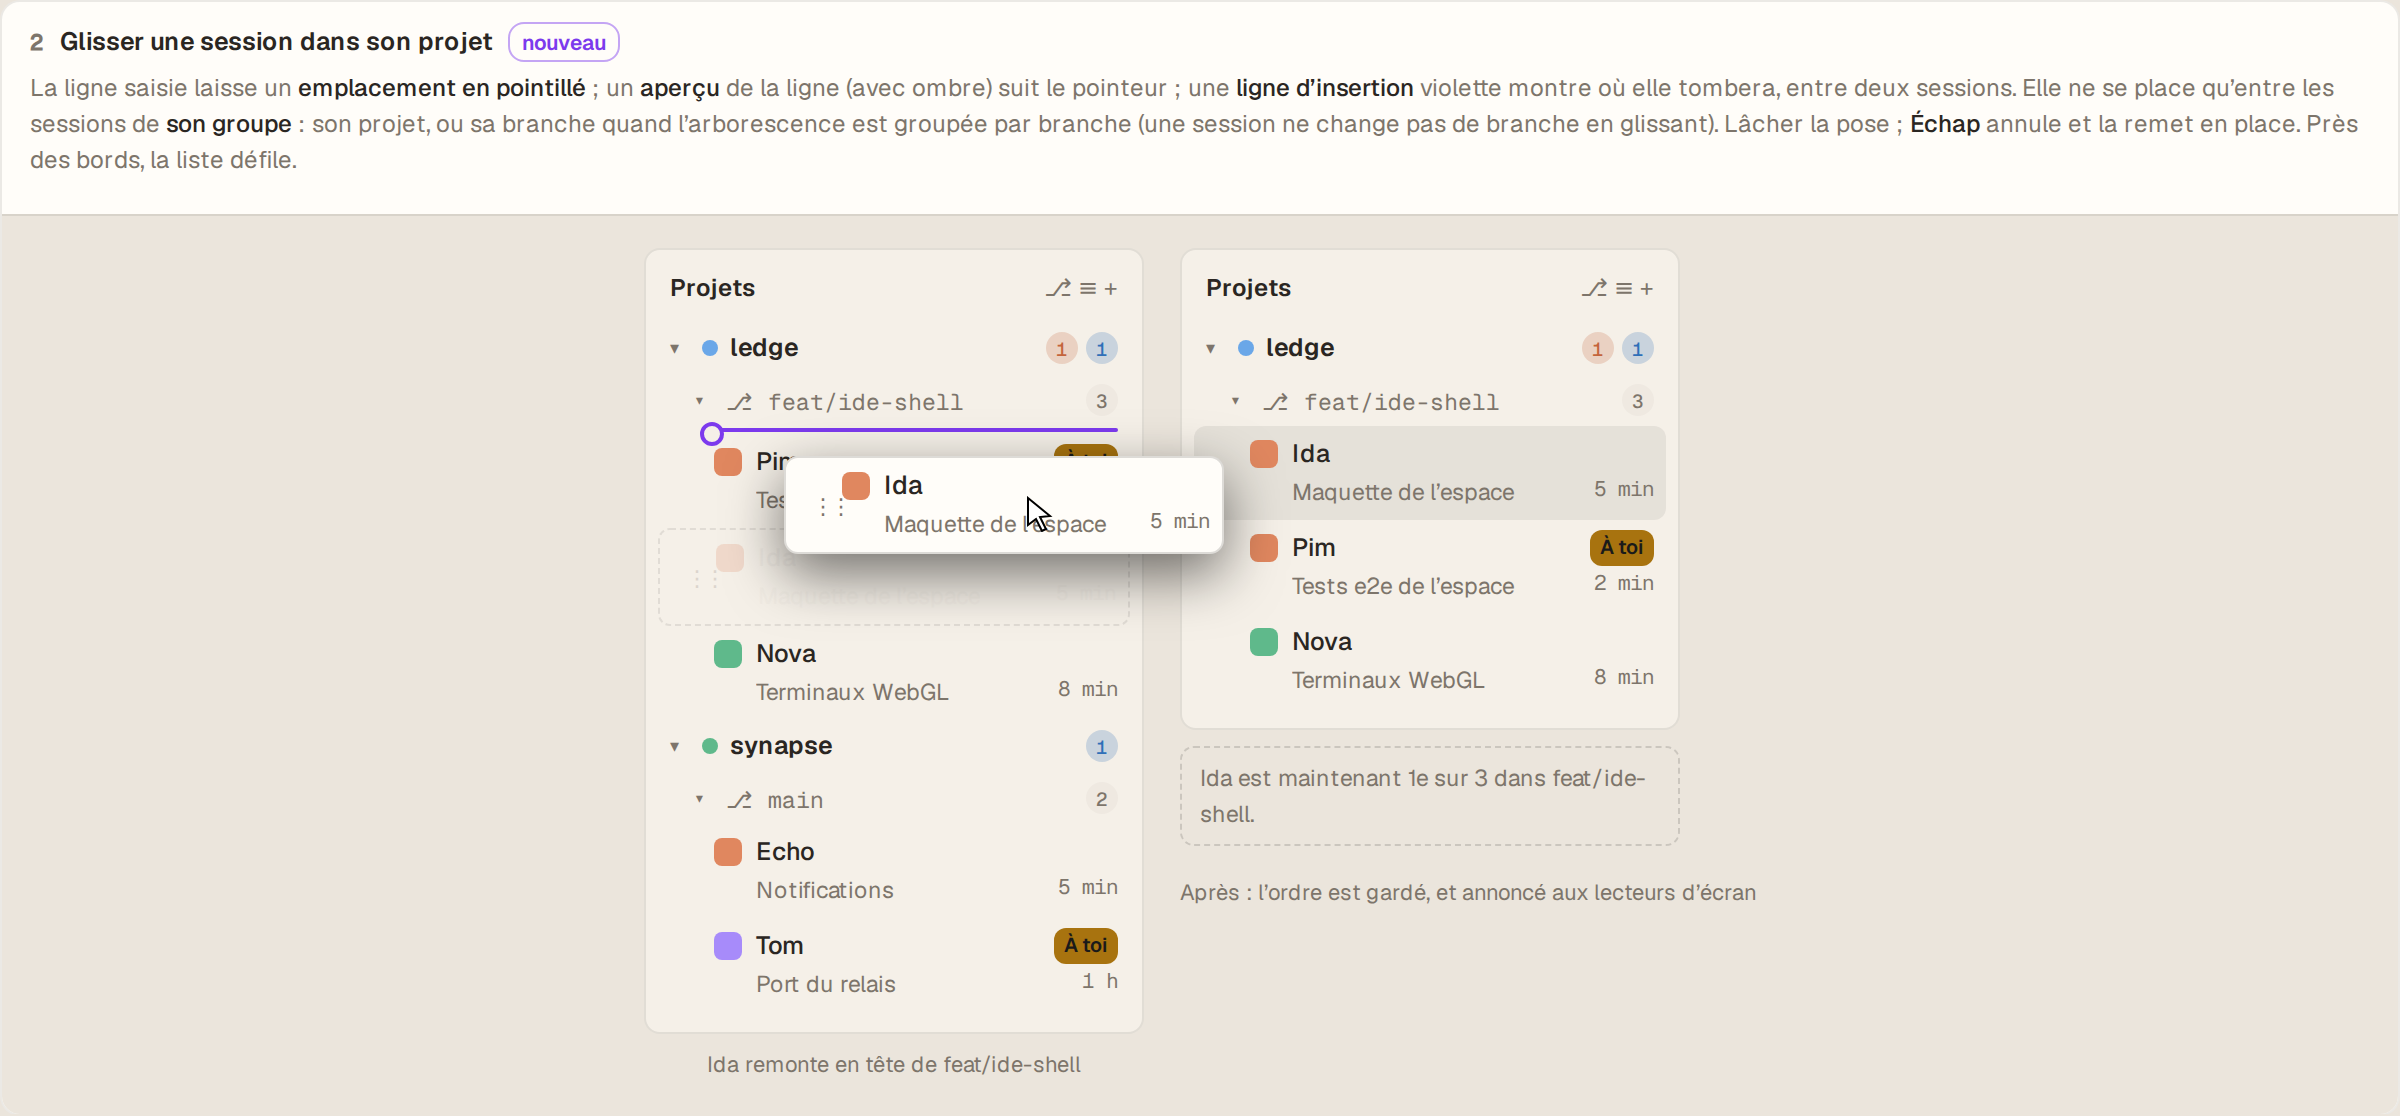 2 Glisser une session dans son projet nouveau
La ligne saisie laisse un emplacement en pointillé ; un aperçu de la ligne (avec ombre) suit le pointeur ; une ligne d’insertion violette montre où elle tombera, entre deux sessions. Elle ne se place qu’entre les
sessions de son groupe : son projet, ou sa branche quand l’arborescence est groupée par branche (une session ne change pas de branche en glissant). Lâcher la pose ; Échap annule et la remet en place. Près
des bords, la liste défile.
Projets
ledge 1 1
feat/ide-shell 3
Ida
Maquette de l’espace 5 min
Ida
Maquette de l’espace 5 min
Nova
Terminaux WebGL 8 min
synapse 1
main 2
Echo
Notifications 5 min
Tom À toi
Port du relais 1 h
Ida remonte en tête de feat/ide-shell
Projets
ledge 1 1
feat/ide-shell 3
Ida
Maquette de l’espace 5 min
Pim À toi
Tests e2e de l’espace 2 min
Nova
Terminaux WebGL 8 min
Ida est maintenant 1e sur 3 dans feat/ide-
shell.
Après : l’ordre est gardé, et annoncé aux lecteurs d’écran